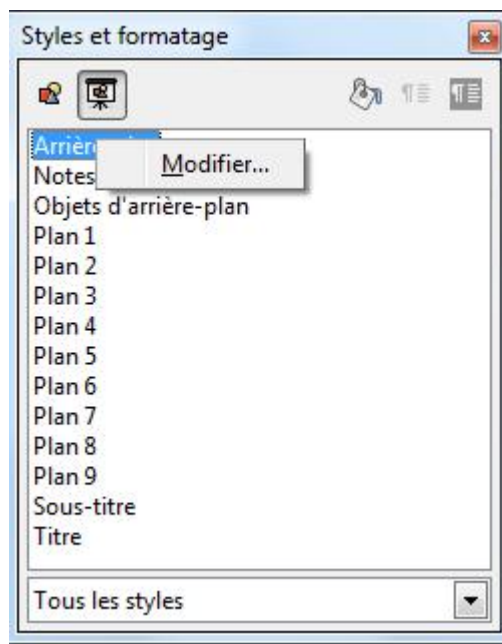 Styles et formatage
Modifier...
Notes
Objets d'arrière-plan
Plan 1
Plan 2
Plan 3
Plan 4
Plan 5
Plan 6
Plan 7
Plan 8
Plan 9
Sous-titre
Titre
Tous les styles